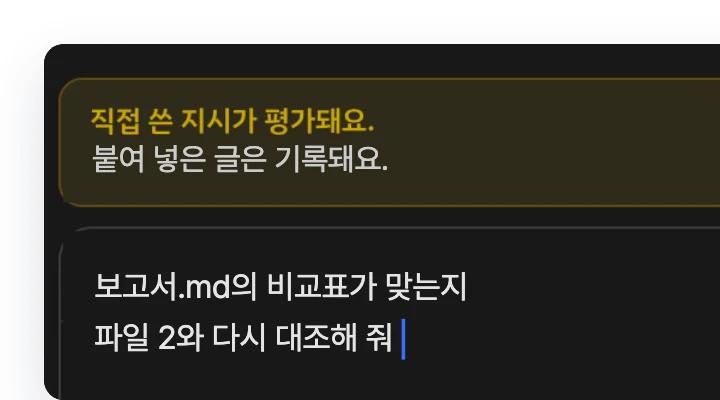 직접 쓴 지시가 평가돼요.
붙여 넣은 글은 기록돼요.
보고서.md의 비교표가 맞는지
파일 2와 다시 대조해 줘